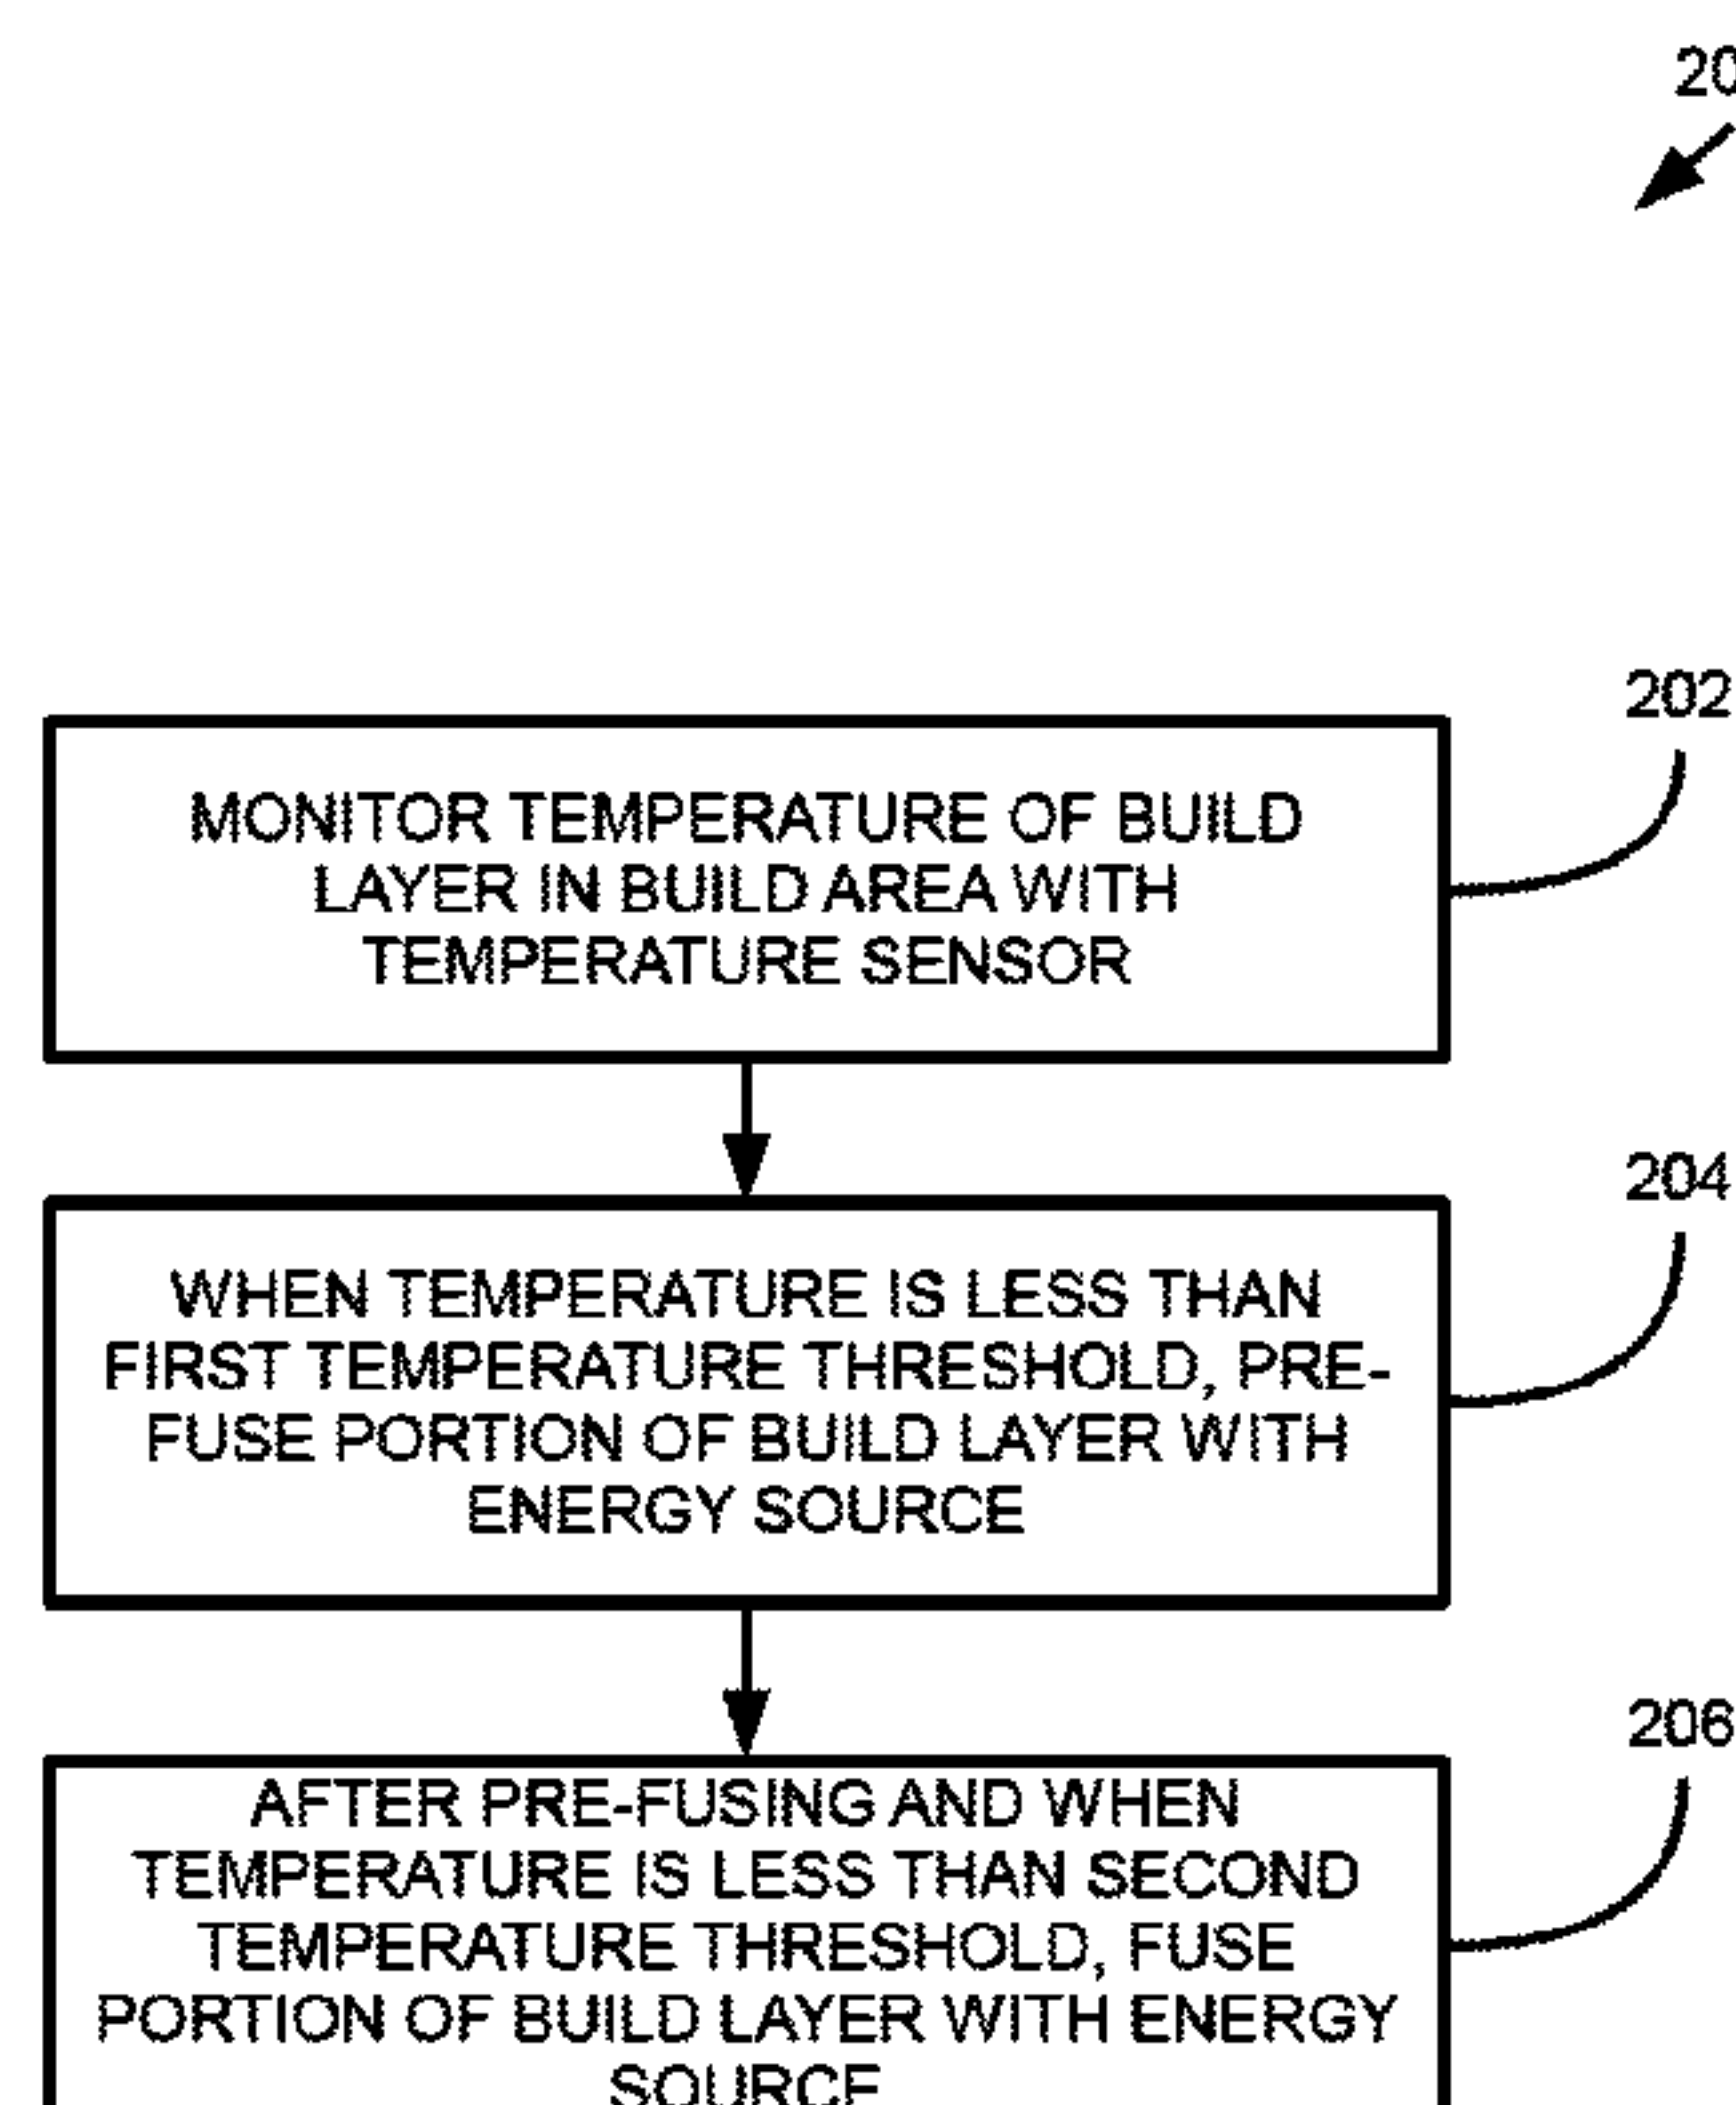 202
MONITOR TEMPERATURE OF BUILD
LAYER IN BUILD AREA WITH
TEMPERATURE SENSOR
204
WHEN TEMPERATURE IS LESS THAN
FIRST TEMPERATURE THRESHOLD, PRE-
FUSE PORTION OF BUILD LAYER WITH
ENERGY SOURCE
206
AFTER PRE-FUSING AND WHEN
TEMPERATURE IS LESS THAN SECOND
TEMPERATURE THRESHOLD, FUSE
PORTION OF BUILD LAYER WITH ENERGY
SOURCE